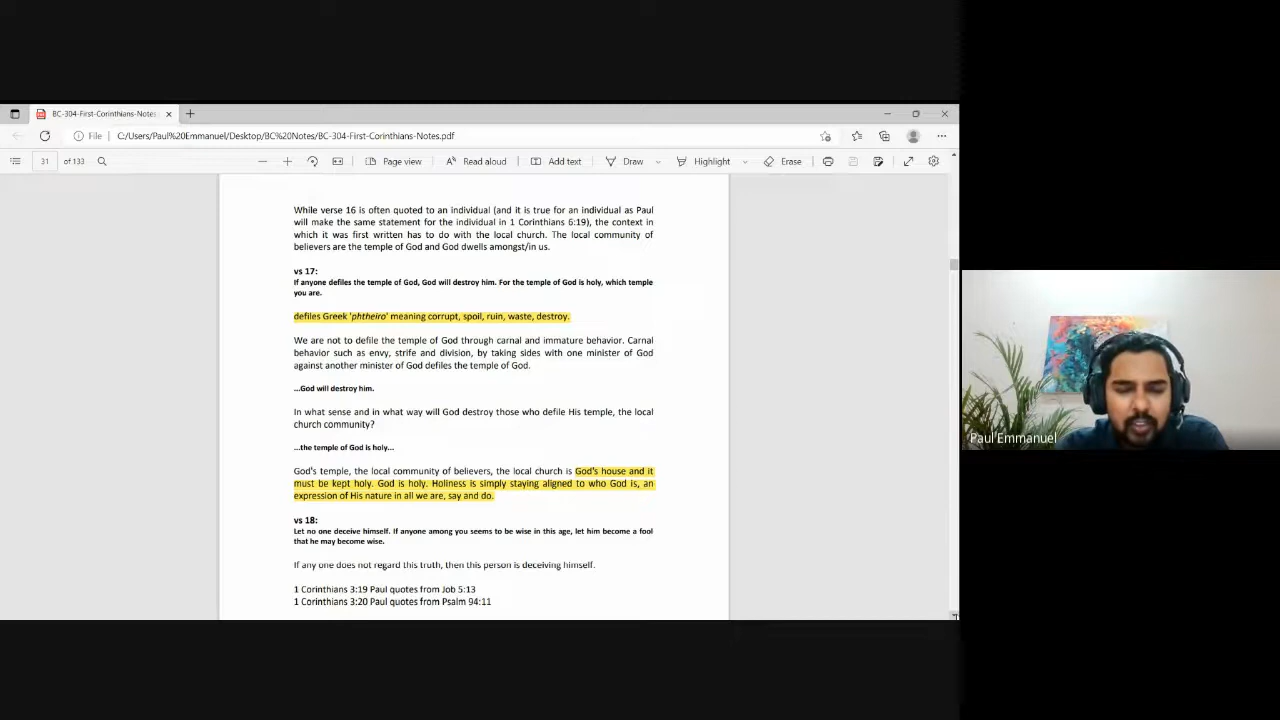 BC-304-First-Corinthians-Notes
File
C:/Users/Paul%20Emmanuel/Desktop/BC%20Notes/BC-304-First-Corinthians-Notes.pdf
31 of 133
Page view
Read aloud
Add text
Draw
Highlight
Erase
While verse 16 is often quoted to an individual (and it is true for an individual as Paul
will make the same statement for the individual in 1 Corinthians 6:19), the context in
which it was first written has to do with the local church. The local community of
believers are the temple of God and God dwells amongst/in us.
vs 17:
If anyone defiles the temple of God, God will destroy him. For the temple of God is holy, which temple
you are.
defiles Greek 'phtheiro' meaning corrupt, spoil, ruin, waste, destroy.
We are not to defile the temple of God through carnal and immature behavior. Carnal
behavior such as envy, strife and division, by taking sides with one minister of God
against another minister of God defiles the temple of God.
...God will destroy him.
In what sense and in what way will God destroy those who defile His temple, the local
church community?
...the temple of God is holy...
God's temple, the local community of believers, the local church is God's house and it
must be kept holy. God is holy. Holiness is simply staying aligned to who God is, an
expression of His nature in all we are, say and do.
vs 18:
Let no one deceive himself. If anyone among you seems to be wise in this age, let him become a fool
that he may become wise.
If any one does not regard this truth, then this person is deceiving himself.
1 Corinthians 3:19 Paul quotes from Job 5:13
1 Corinthians 3:20 Paul quotes from Psalm 94:11
Paul Emmanuel